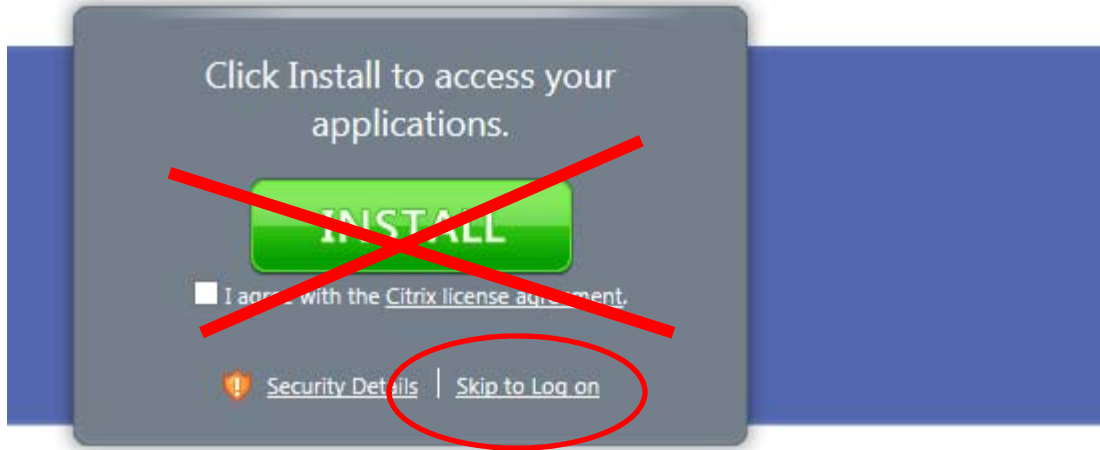 Click Install to access your
applications.
INSTALL
I agree with the Citrix license agreement.
Security Details | Skip to Log on